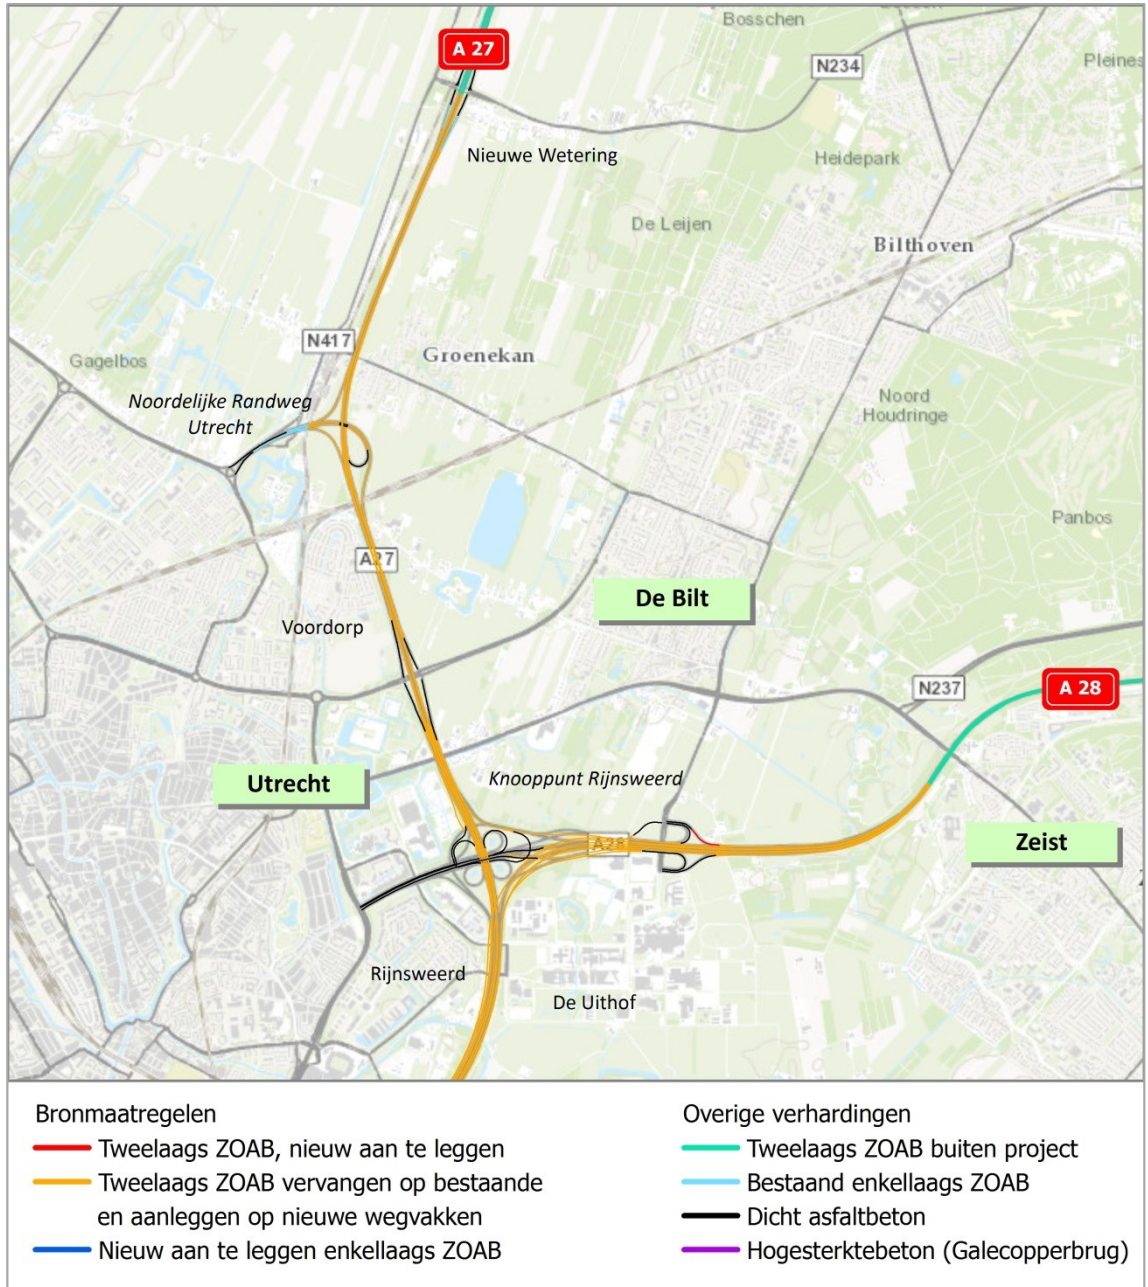 Bosschen
A 27
N234
Pleines
Nieuwe Wetering
Heidepark
De Leijen
Bilthoven
N417
Groenekan
Gagelbos
Noordelijke Randweg
Utrecht
Noord
Houdringe
Panbos
A27
De Bilt
Voordorp
N237
A 28
Utrecht
Knooppunt Rijnsweerd
A28
Zeist
Rijnsweerd
De Uithof
Bronmaatregelen
Tweelaags ZOAB, nieuw aan te leggen
Tweelaags ZOAB vervangen op bestaande
en aanleggen op nieuwe wegvakken
Nieuw aan te leggen enkellaags ZOAB
Overige verhardingen
Tweelaags ZOAB buiten project
Bestaand enkellaags ZOAB
Dicht asfaltbeton
Hogesterktebeton (Galecopperbrug)